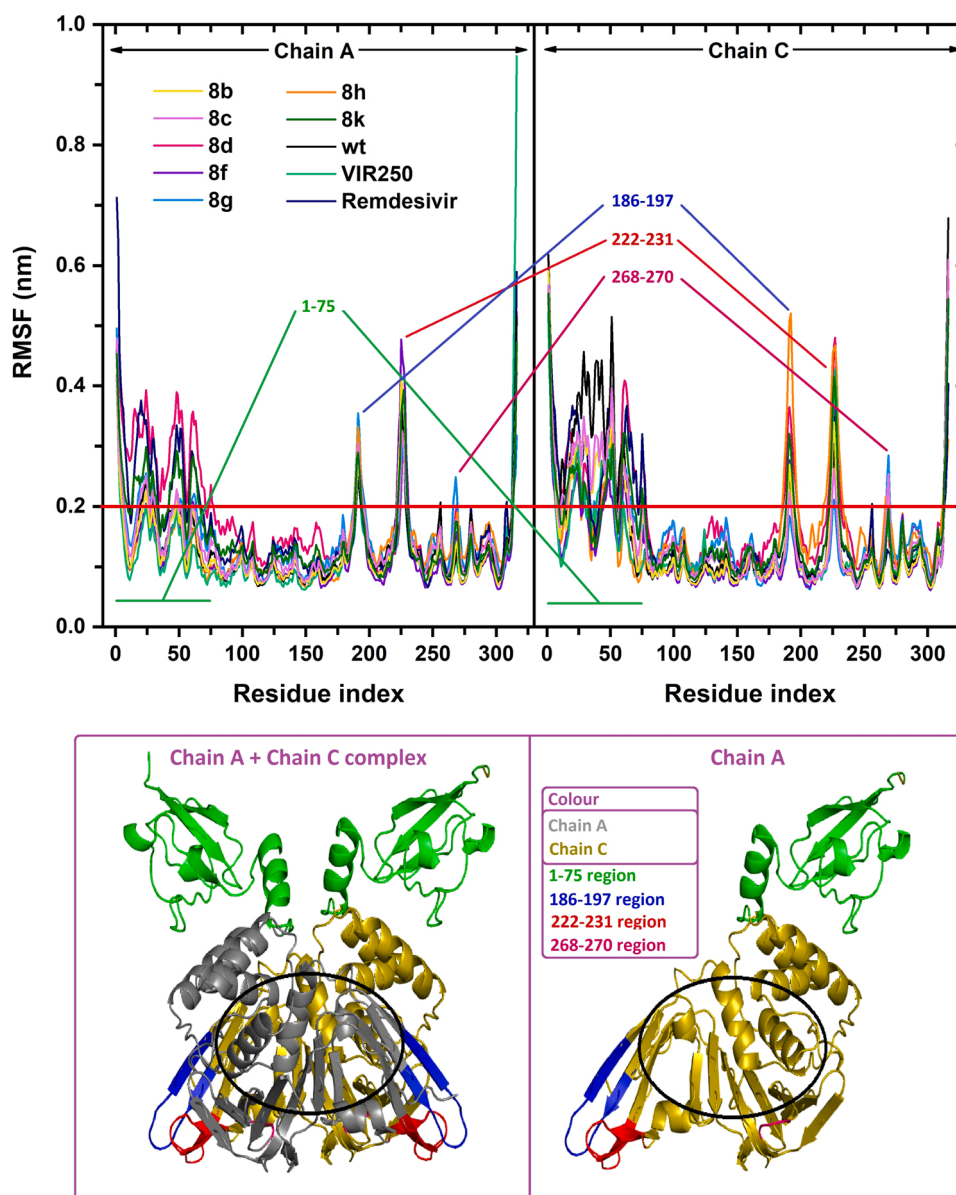 1.0
Chain A
Chain C
8b
8h
8c
8k
8d
wt
8f
VIR250
8g
Remdesivir
0.8
0.6
0.4
0.2
0.0
RMSF (nm)
186-197
222-231
268-270
1-75
0 50 100 150 200 250 300
0 50 100 150 200 250 300
Residue index
Residue index
Chain A + Chain C complex
Chain A
Colour
Chain A
Chain C
1-75 region
186-197 region
222-231 region
268-270 region